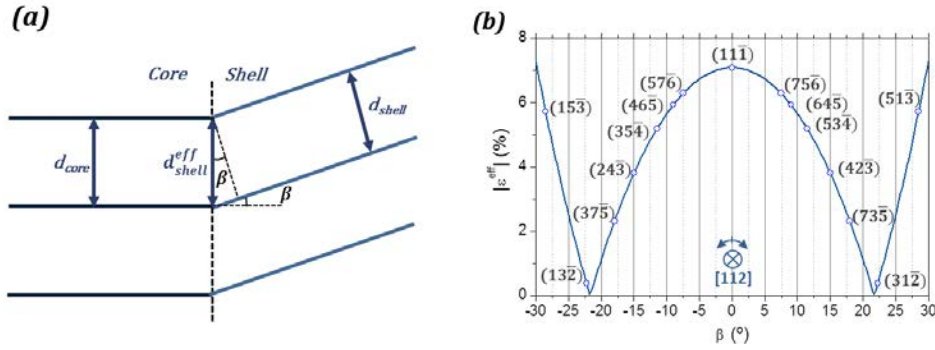 (a)
Core Shell
d_core
d_shell^eff
d_shell
β
β
(b)
|ε^eff| (%)
8
6
4
2
0
(111̅)
(576̅) (756̅)
(465̅) (645̅)
(354̅) (534̅)
(153̅) (513̅)
(243̅) (423̅)
(375̅) (735̅)
(132̅) (312̅)
[112]
-30 -25 -20 -15 -10 -5 0 5 10 15 20 25 30
β (º)